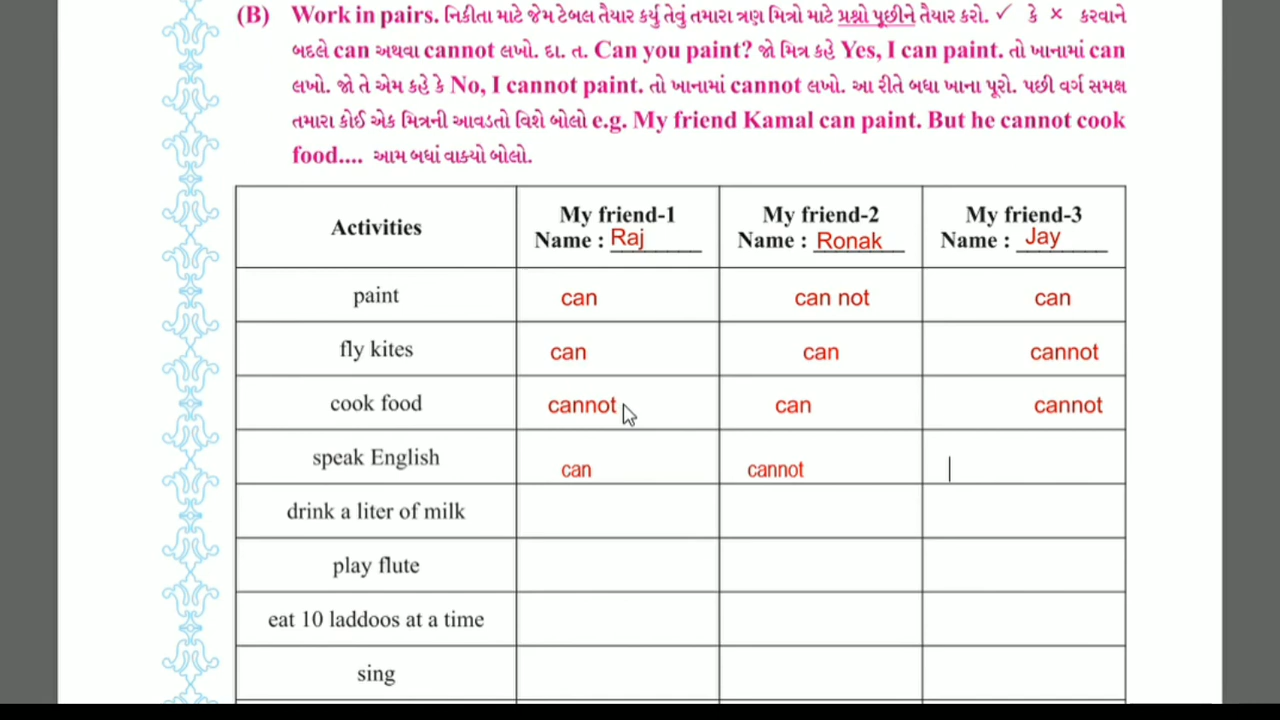 (B) Work in pairs. નિકીતા માટે જેમ ટેબલ તૈયાર કર્યુ તેવું તમારા ત્રણ મિત્રો માટે પ્રશ્નો પૂછીને તૈયાર કરો. ✓ કે × કરવાને
બદલે can અથવા cannot લખો. દા. ત. Can you paint? જો મિત્ર કહે Yes, I can paint. તો ખાનામાં can
લખો. જો તે એમ કહે કે No, I cannot paint. તો ખાનામાં cannot લખો. આ રીતે બધા ખાના પૂરો. પછી વર્ગ સમક્ષ
તમારા કોઈ એક મિત્રની આવડતો વિશે બોલો e.g. My friend Kamal can paint. But he cannot cook
food.... આમ બધાં વાક્યો બોલો.
Activities My friend-1 Name : Raj My friend-2 Name : Ronak My friend-3 Name : Jay
paint can can not can
fly kites can can cannot
cook food cannot can cannot
speak English can cannot
drink a liter of milk
play flute
eat 10 laddoos at a time
sing